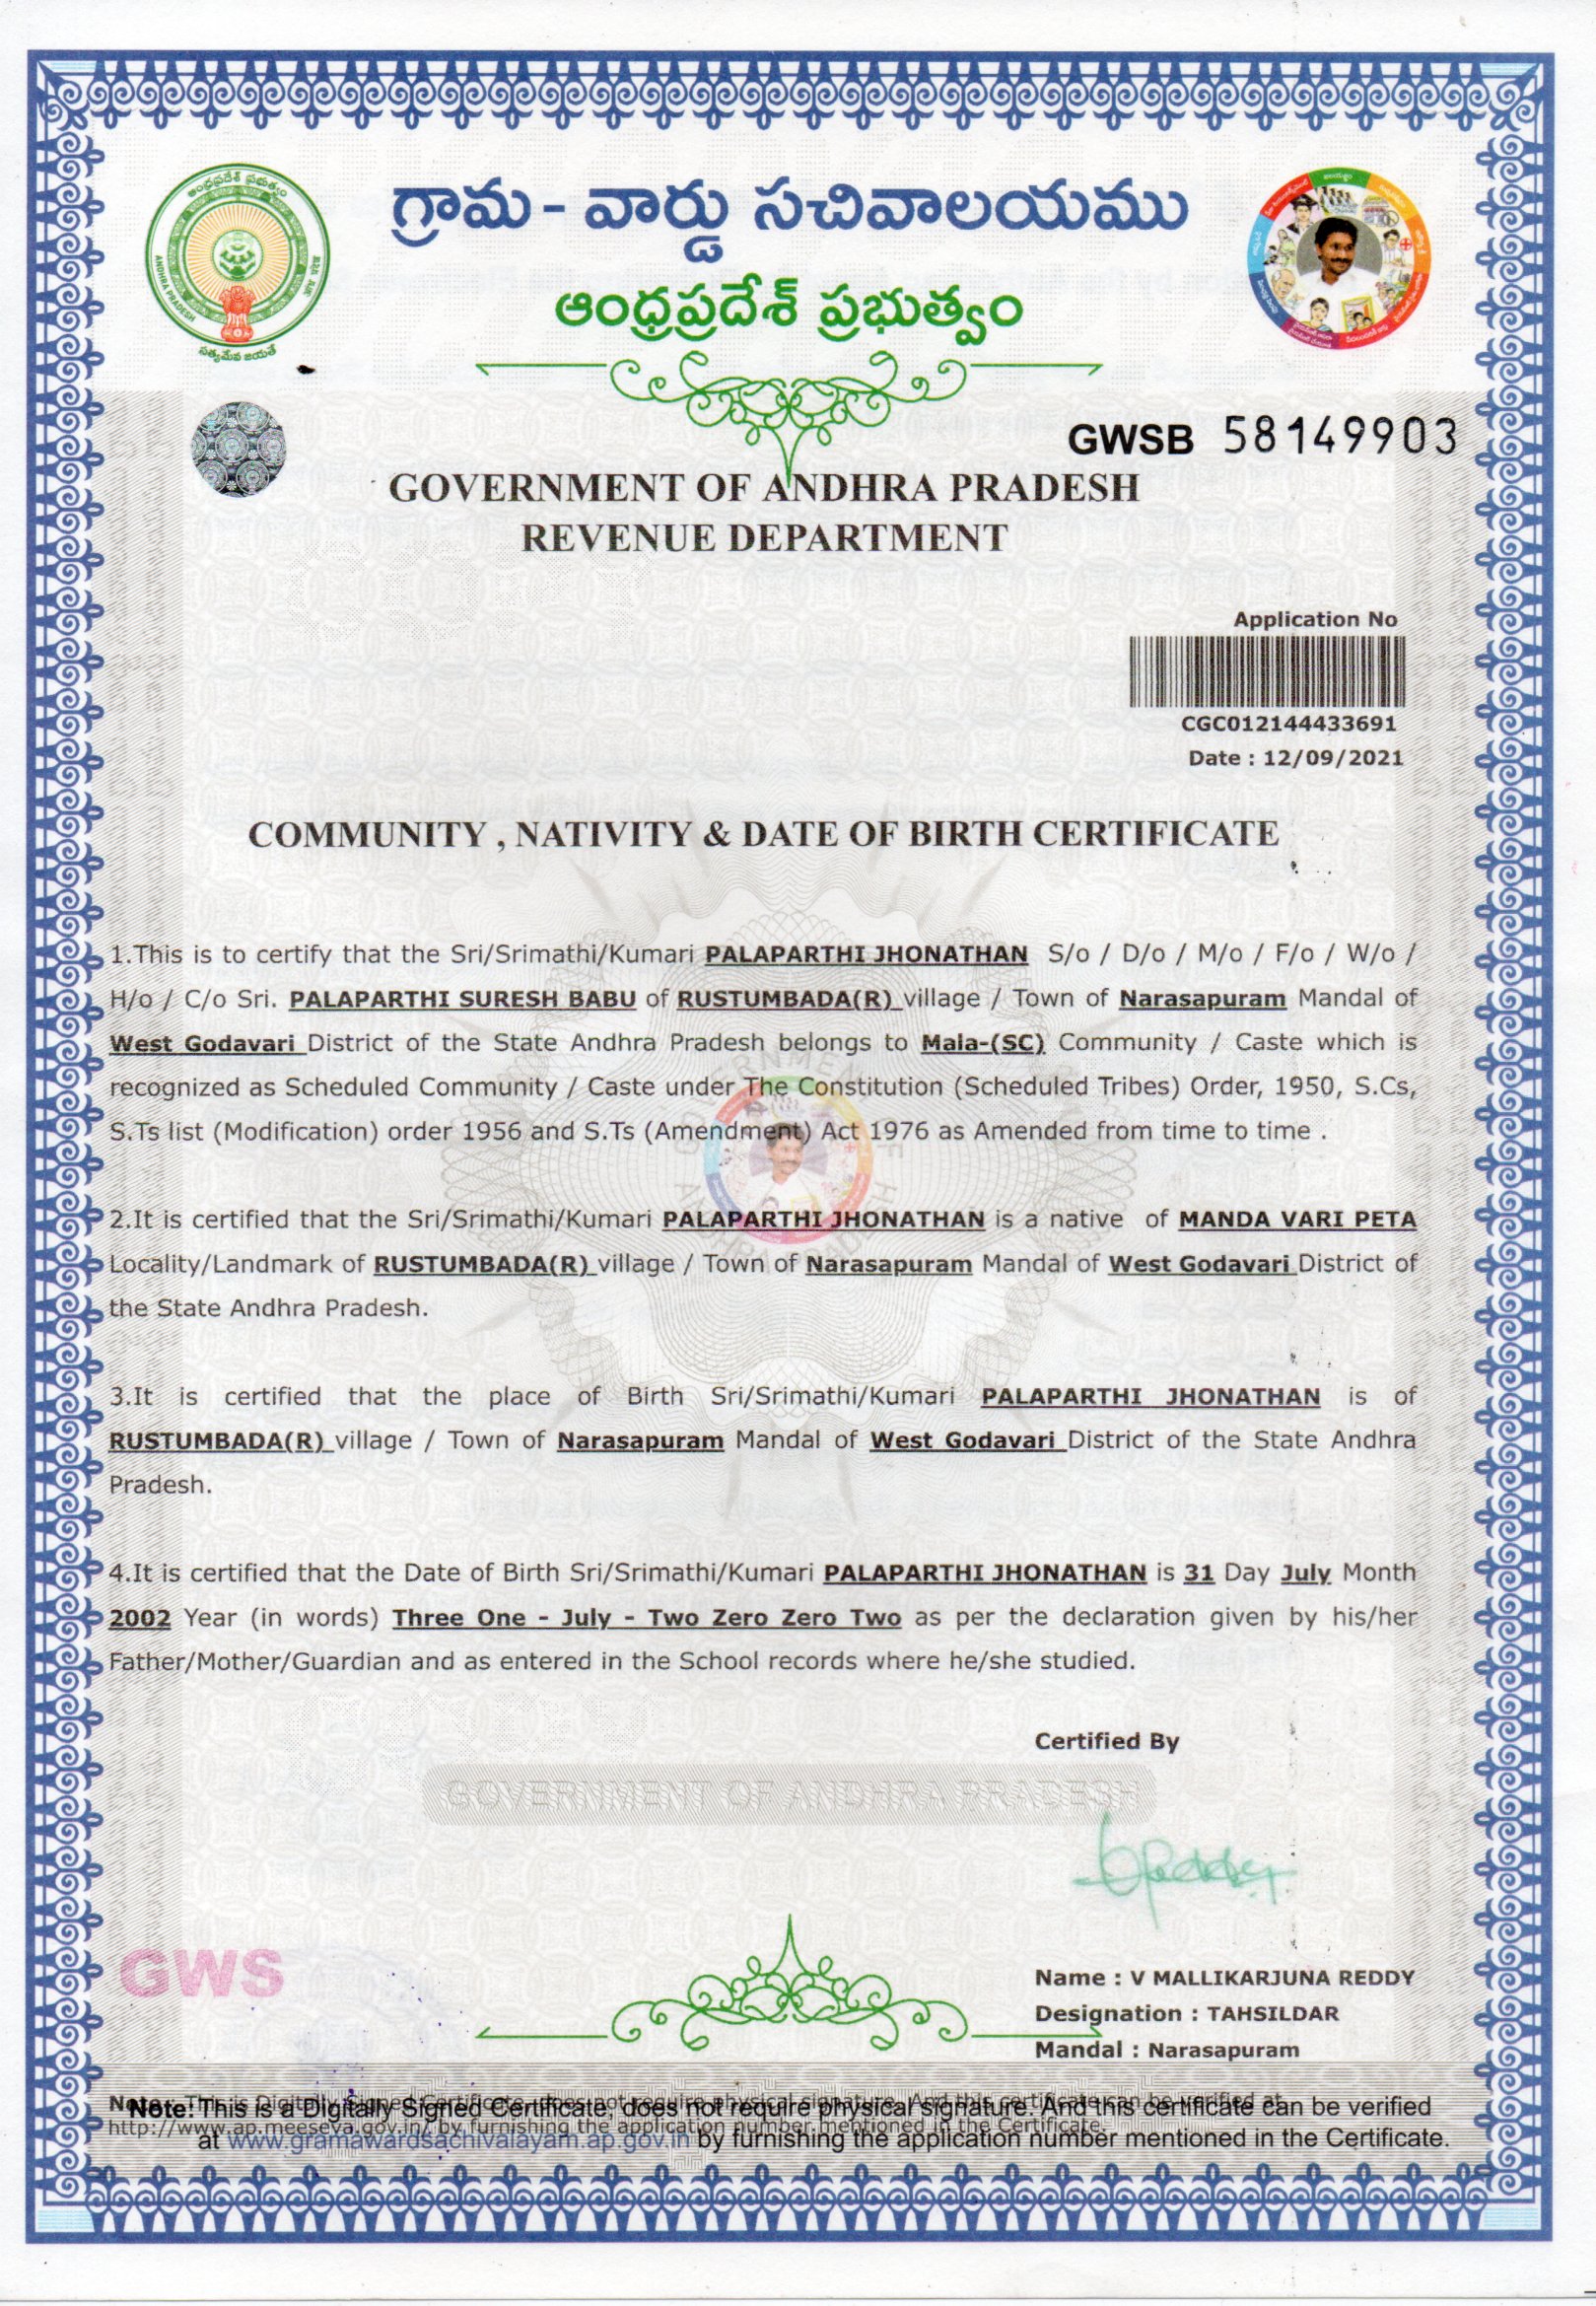 ఆంధ్రప్రదేశ్ ప్రభుత్వం
ANDHRA PRADESH
సత్యమేవ జయతే
గ్రామ - వార్డు సచివాలయము
ఆంధ్రప్రదేశ్ ప్రభుత్వం
GWSB 58149903
GOVERNMENT OF ANDHRA PRADESH
REVENUE DEPARTMENT
Application No
CGC012144433691
Date : 12/09/2021
COMMUNITY , NATIVITY & DATE OF BIRTH CERTIFICATE
1.This is to certify that the Sri/Srimathi/Kumari PALAPARTHI JHONATHAN S/o / D/o / M/o / F/o / W/o /
H/o / C/o Sri. PALAPARTHI SURESH BABU of RUSTUMBADA(R) village / Town of Narasapuram Mandal of
West Godavari District of the State Andhra Pradesh belongs to Mala-(SC) Community / Caste which is
recognized as Scheduled Community / Caste under The Constitution (Scheduled Tribes) Order, 1950, S.Cs,
S.Ts list (Modification) order 1956 and S.Ts (Amendment) Act 1976 as Amended from time to time .
2.It is certified that the Sri/Srimathi/Kumari PALAPARTHI JHONATHAN is a native of MANDA VARI PETA
Locality/Landmark of RUSTUMBADA(R) village / Town of Narasapuram Mandal of West Godavari District of
the State Andhra Pradesh.
3.It is certified that the place of Birth Sri/Srimathi/Kumari PALAPARTHI JHONATHAN is of
RUSTUMBADA(R) village / Town of Narasapuram Mandal of West Godavari District of the State Andhra
Pradesh.
4.It is certified that the Date of Birth Sri/Srimathi/Kumari PALAPARTHI JHONATHAN is 31 Day July Month
2002 Year (in words) Three One - July - Two Zero Zero Two as per the declaration given by his/her
Father/Mother/Guardian and as entered in the School records where he/she studied.
Certified By
GOVERNMENT OF ANDHRA PRADESH
GWS
Name : V MALLIKARJUNA REDDY
Designation : TAHSILDAR
Mandal : Narasapuram
Note: This is Digitally Signed Certificate, does not require physical signature. And this certificate can be verified at
http://www.ap.meeseva.gov.in/ by furnishing the application number mentioned in the Certificate.
Note: This is a Digitally Signed Certificate, does not require physical signature. And this certificate can be verified
at www.gramawardsachivalayam.ap.gov.in by furnishing the application number mentioned in the Certificate.